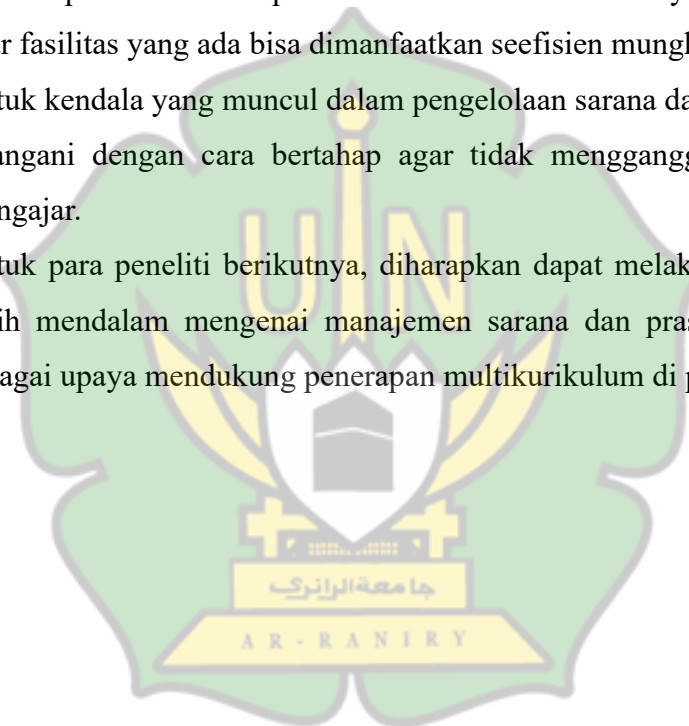 r fasilitas yang ada bisa dimanfaatkan seefisien mungk
tuk kendala yang muncul dalam pengelolaan sarana da
angani dengan cara bertahap agar tidak menggangg
ngajar.
tuk para peneliti berikutnya, diharapkan dapat melak
ih mendalam mengenai manajemen sarana dan pras
agai upaya mendukung penerapan multikurikulum di p
UIN
جامعةالرانري
AR-RANIRY